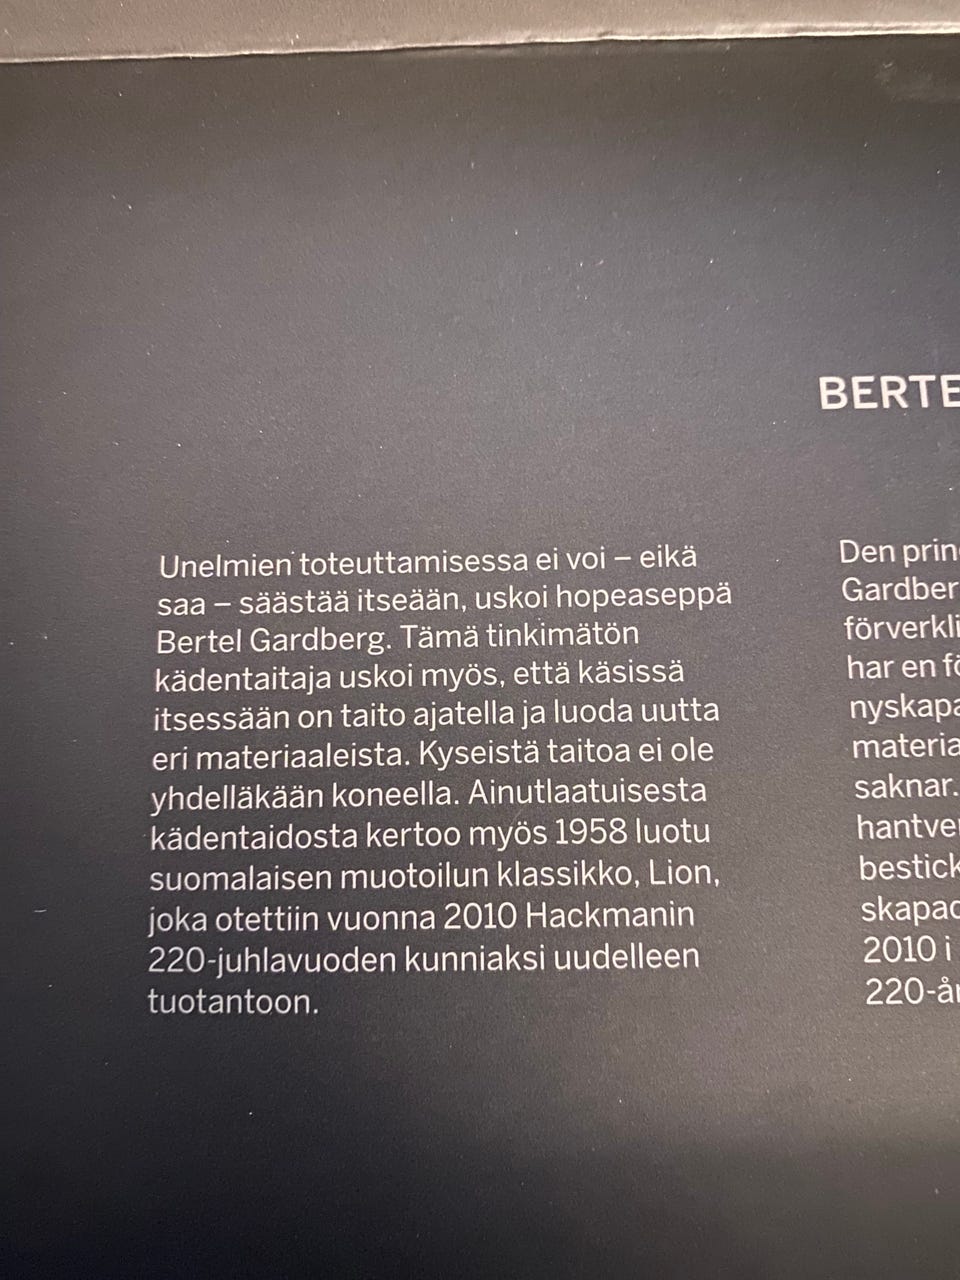 BERTE
Unelmien toteuttamisessa ei voi – eikä
saa – säästää itseään, uskoi hopeaseppä
Bertel Gardberg. Tämä tinkimätön
kädentaitaja uskoi myös, että käsissä
itsessään on taito ajatella ja luoda uutta
eri materiaaleista. Kyseistä taitoa ei ole
yhdelläkään koneella. Ainutlaatuisesta
kädentaidosta kertoo myös 1958 luotu
suomalaisen muotoilun klassikko, Lion,
joka otettiin vuonna 2010 Hackmanin
220-juhlavuoden kunniaksi uudelleen
tuotantoon.
Den prin
Gardber
förverkli
har en fö
nyskapa
materia
saknar.
hantver
bestick
skapad
2010 i
220-år